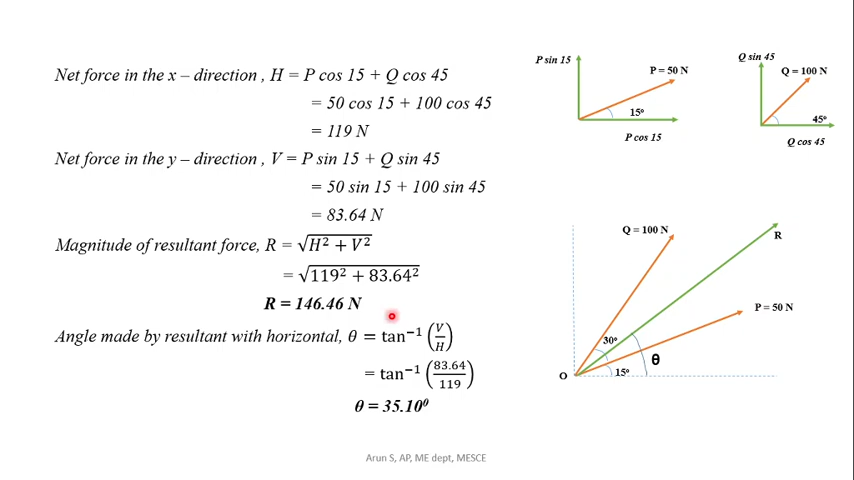 Net force in the x – direction , H = P cos 15 + Q cos 45
= 50 cos 15 + 100 cos 45
= 119 N
Net force in the y – direction , V = P sin 15 + Q sin 45
= 50 sin 15 + 100 sin 45
= 83.64 N
Magnitude of resultant force, R = √(H² + V²)
= √(119² + 83.64²)
R = 146.46 N
Angle made by resultant with horizontal, θ = tan⁻¹ (V/H)
= tan⁻¹ (83.64/119)
θ = 35.10⁰
P sin 15
P = 50 N
15º
P cos 15
Q sin 45
Q = 100 N
45º
Q cos 45
Q = 100 N
R
P = 50 N
30º
θ
15º
O
Arun S, AP, ME dept, MESCE